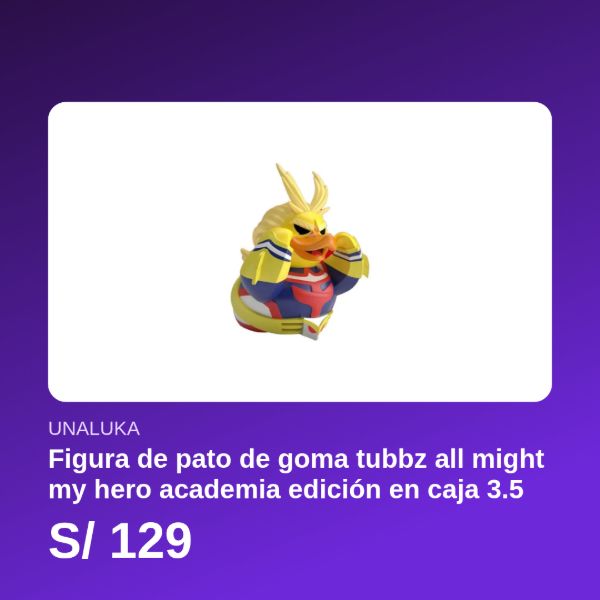 UNALUKA
Figura de pato de goma tubbz all might
my hero academia edición en caja 3.5
S/ 129